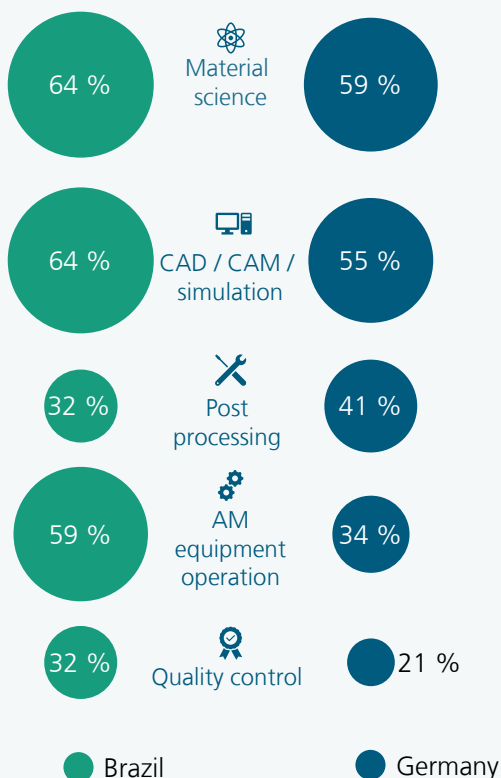 64 %
Material
science
59 %
64 %
CAD / CAM /
simulation
55 %
32 %
Post
processing
41 %
59 %
AM
equipment
operation
34 %
32 %
Quality control
21 %
Brazil
Germany